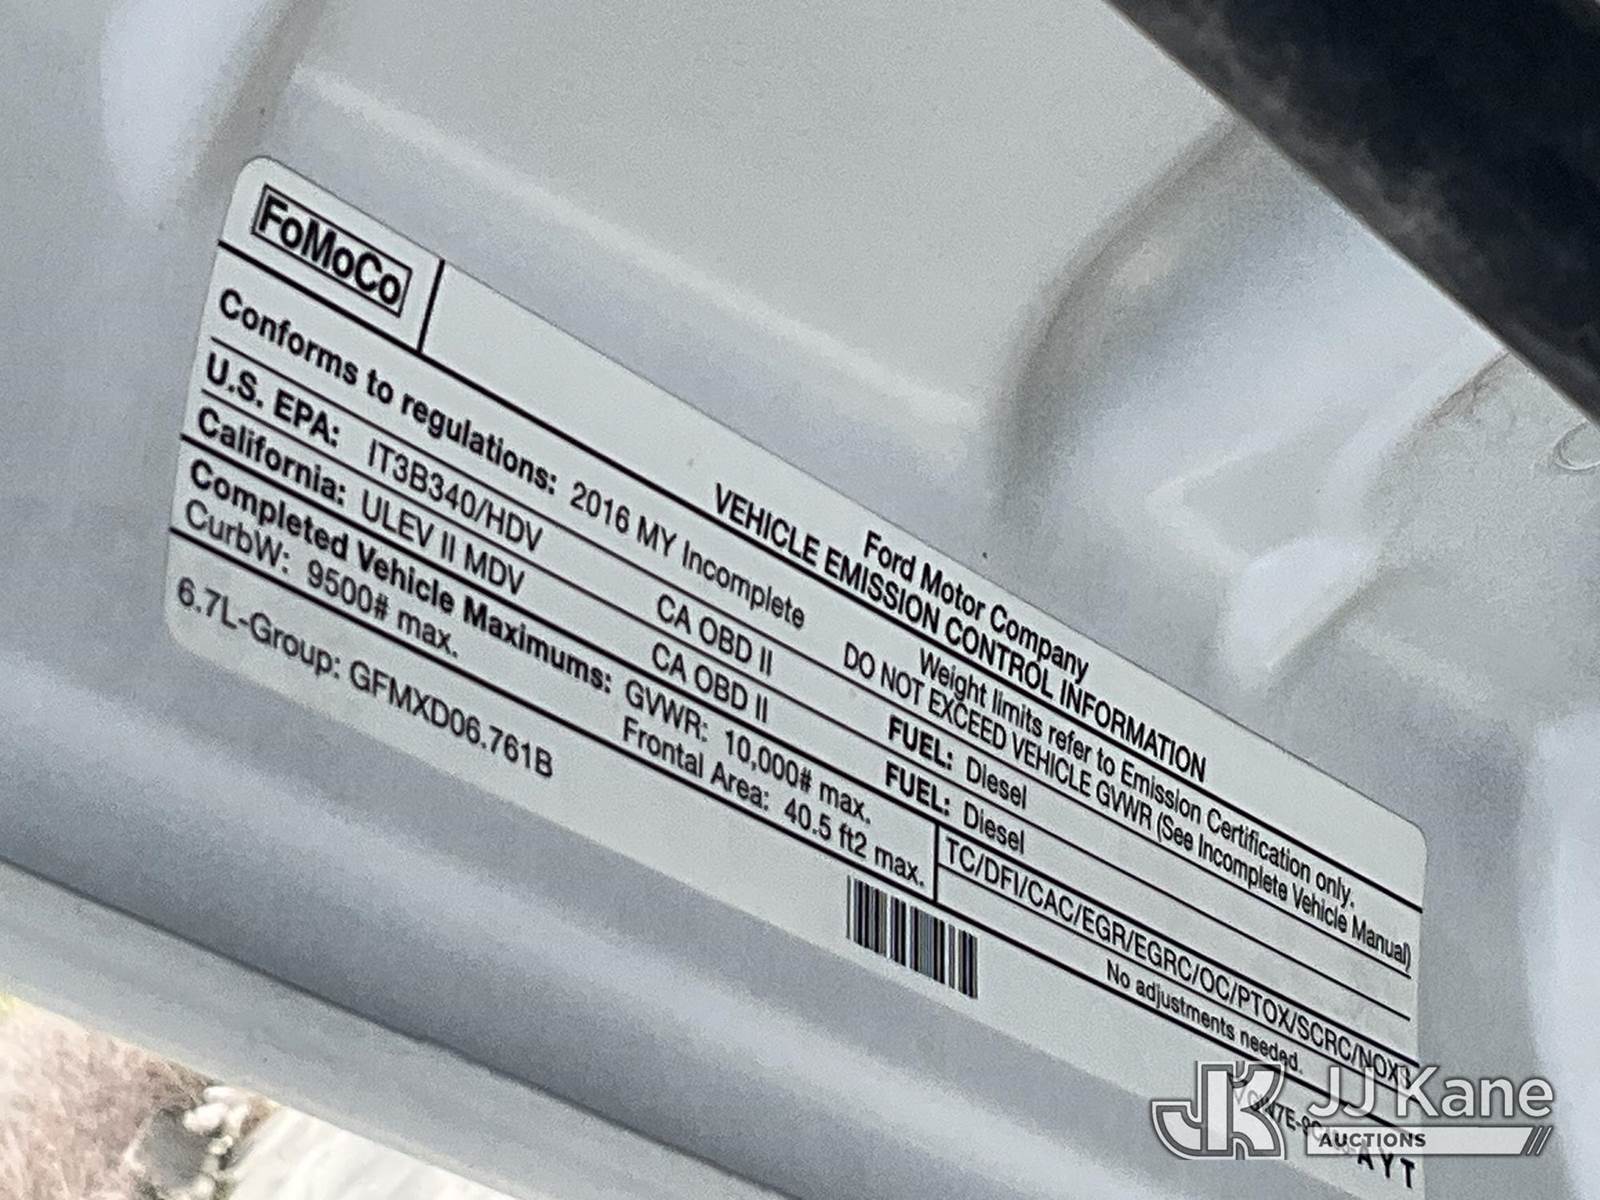 FoMoCo
Ford Motor Company
VEHICLE EMISSION CONTROL INFORMATION
Conforms to regulations: 2016 MY Incomplete
Weight limits refer to Emission Certification only.
DO NOT EXCEED VEHICLE GVWR (See Incomplete Vehicle Manual)
U.S. EPA: IT3B340/HDV CA OBD II FUEL: Diesel
California: ULEV II MDV CA OBD II FUEL: Diesel
Completed Vehicle Maximums: GVWR: 10,000# max.
CurbW: 9500# max. Frontal Area: 40.5 ft2 max.
TC/DFI/CAC/EGR/EGRC/OC/PTOX/SCRC/NOXS
No adjustments needed.
6.7L-Group: GFMXD06.761B
AYT
JK JJ Kane
AUCTIONS